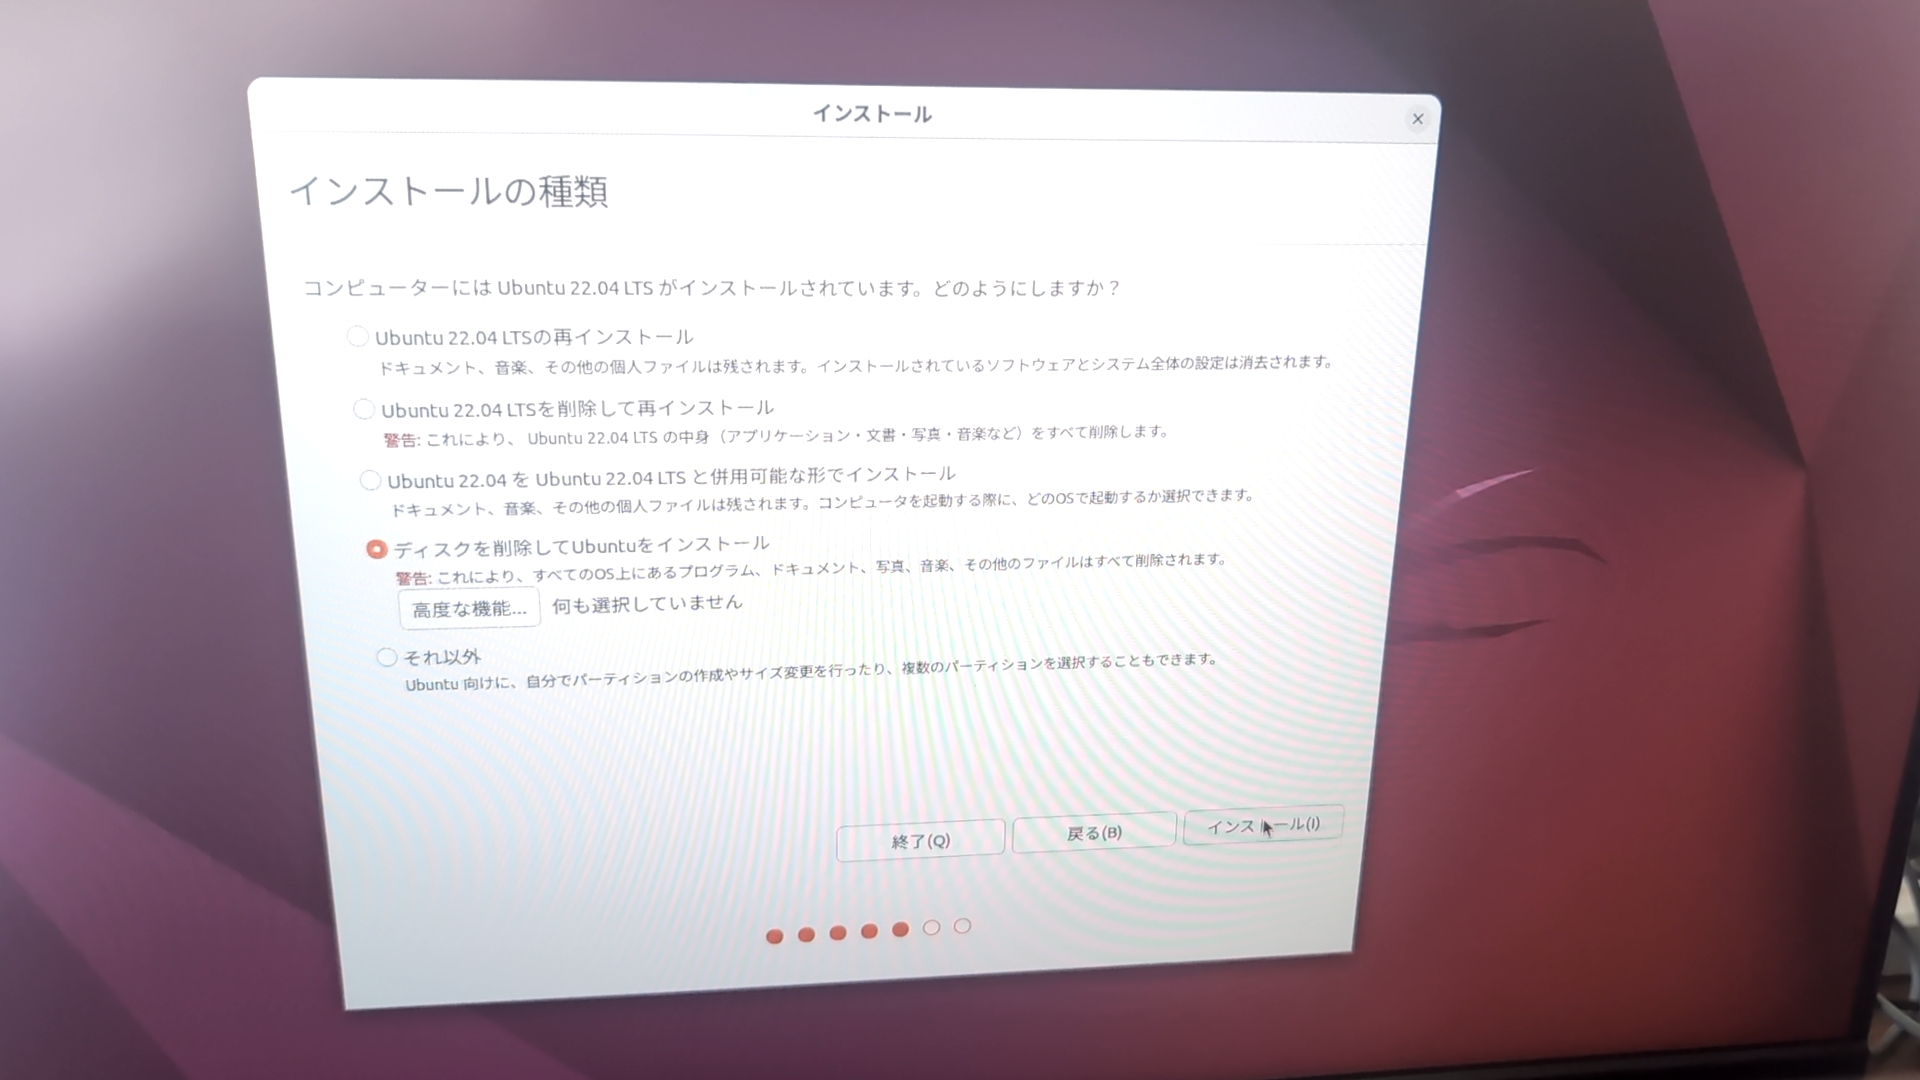 インストール
インストールの種類
コンピューターには Ubuntu 22.04 LTS がインストールされています。どのようにしますか？
Ubuntu 22.04 LTSの再インストール
ドキュメント、音楽、その他の個人ファイルは残されます。インストールされているソフトウェアとシステム全体の設定は消去されます。
Ubuntu 22.04 LTSを削除して再インストール
警告: これにより、 Ubuntu 22.04 LTS の中身（アプリケーション・文書・写真・音楽など）をすべて削除します。
Ubuntu 22.04 を Ubuntu 22.04 LTS と併用可能な形でインストール
ドキュメント、音楽、その他の個人ファイルは残されます。コンピュータを起動する際に、どのOSで起動するか選択できます。
ディスクを削除してUbuntuをインストール
警告: これにより、すべてのOS上にあるプログラム、ドキュメント、写真、音楽、その他のファイルはすべて削除されます。
高度な機能... 何も選択していません
それ以外
Ubuntu 向けに、自分でパーティションの作成やサイズ変更を行ったり、複数のパーティションを選択することもできます。
終了(Q) 戻る(B) インストール(I)